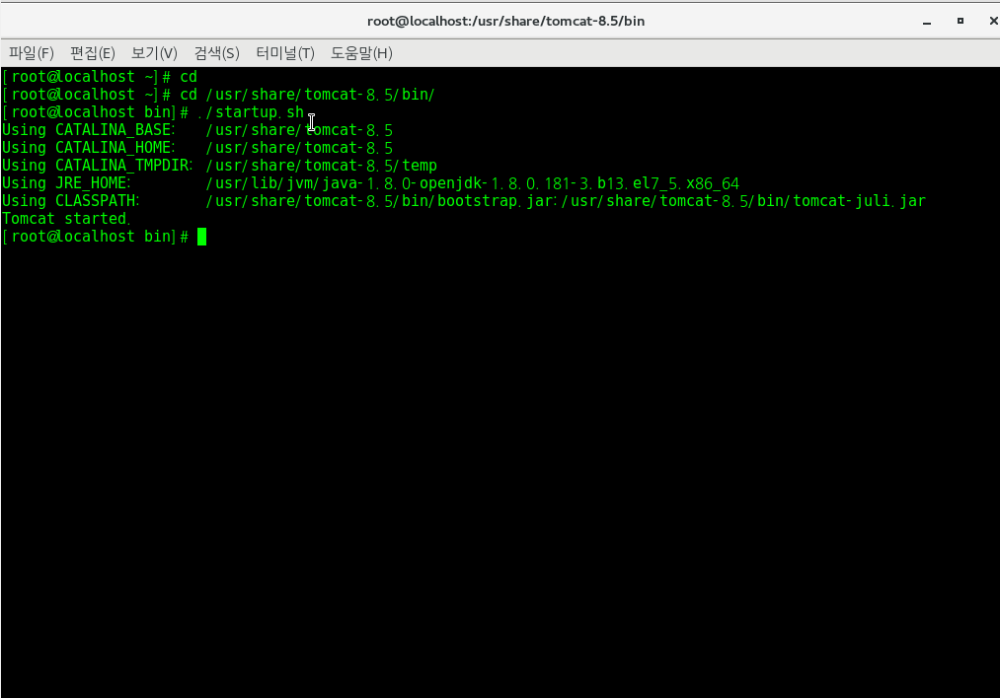 root@localhost:/usr/share/tomcat-8.5/bin
파일(F) 편집(E) 보기(V) 검색(S) 터미널(T) 도움말(H)
[root@localhost ~]# cd
[root@localhost ~]# cd /usr/share/tomcat-8.5/bin/
[root@localhost bin]# ./startup.sh
Using CATALINA_BASE:   /usr/share/tomcat-8.5
Using CATALINA_HOME:   /usr/share/tomcat-8.5
Using CATALINA_TMPDIR: /usr/share/tomcat-8.5/temp
Using JRE_HOME:        /usr/lib/jvm/java-1.8.0-openjdk-1.8.0.181-3.b13.el7_5.x86_64
Using CLASSPATH:       /usr/share/tomcat-8.5/bin/bootstrap.jar:/usr/share/tomcat-8.5/bin/tomcat-juli.jar
Tomcat started.
[root@localhost bin]#